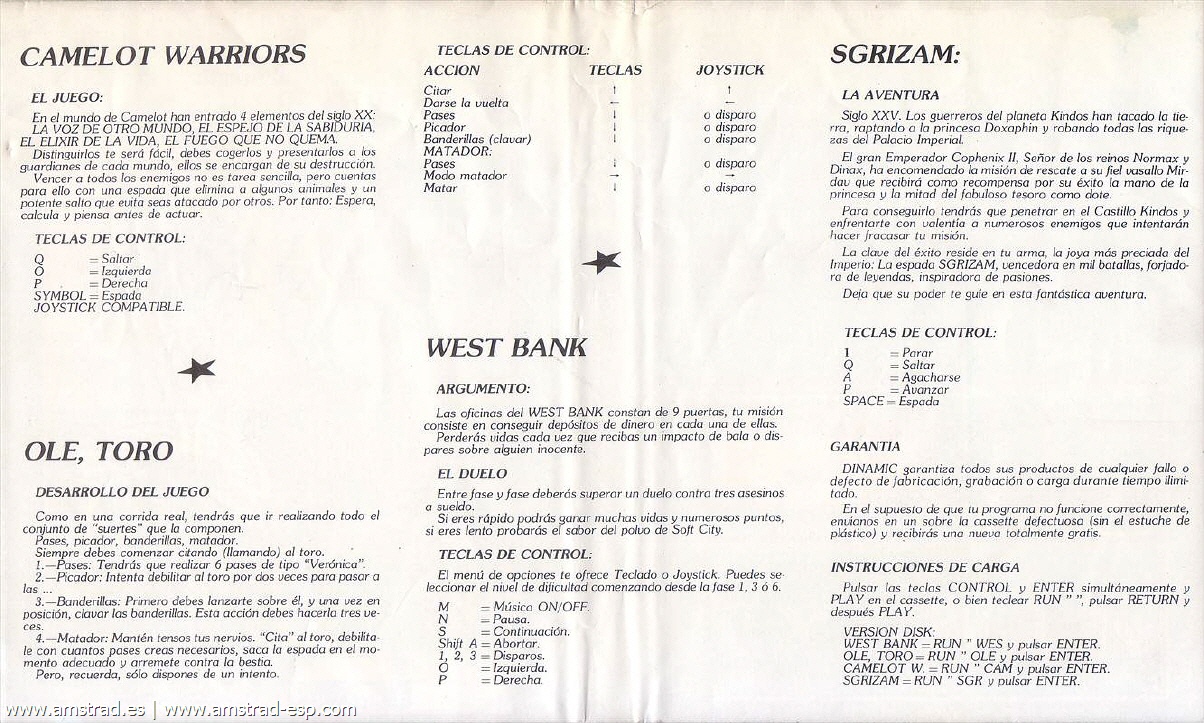 CAMELOT WARRIORS
EL JUEGO:
En el mundo de Camelot han entrado 4 elementos del siglo XX:
LA VOZ DE OTRO MUNDO, EL ESPEJO DE LA SABIDURIA,
EL ELIXIR DE LA VIDA, EL FUEGO QUE NO QUEMA.
Distinguirlos te será fácil, debes cogerlos y presentarlos a los
guardianes de cada mundo, ellos se encargan de su destrucción.
Vencer a todos los enemigos no es tarea sencilla, pero cuentas
para ello con una espada que elimina a algunos animales y un
potente salto que evita seas atacado por otros. Por tanto: Espera,
calcula y piensa antes de actuar.
TECLAS DE CONTROL:
Q = Saltar
O = Izquierda
P = Derecha
SYMBOL = Espada
JOYSTICK COMPATIBLE.
OLE, TORO
DESARROLLO DEL JUEGO
Como en una corrida real, tendrás que ir realizando todo el
conjunto de "suertes" que la componen.
Pases, picador, banderillas, matador.
Siempre debes comenzar citando (llamando) al toro.
1.—Pases: Tendrás que realizar 6 pases de tipo "Verónica".
2.—Picador: Intenta debilitar al toro por dos veces para pasar a
las ...
3.—Banderillas: Primero debes lanzarte sobre él, y una vez en
posición, clavar las banderillas. Esta acción debes hacerla tres ve-
ces.
4.—Matador: Mantén tensos tus nervios. "Cita" al toro, debilita-
le con cuantos pases creas necesarios, saca la espada en el mo-
mento adecuado y arremete contra la bestia.
Pero, recuerda, sólo dispones de un intento.
TECLAS DE CONTROL:
ACCION TECLAS JOYSTICK
Citar ↑ ↑
Darse la vuelta ← ←
Pases ↓ o disparo
Picador ↓ o disparo
Banderillas (clavar) ↓ o disparo
MATADOR:
Pases ↓ o disparo
Modo matador → →
Matar ↓ o disparo
WEST BANK
ARGUMENTO:
Las oficinas del WEST BANK constan de 9 puertas, tu misión
consiste en conseguir depósitos de dinero en cada una de ellas.
Perderás vidas cada vez que recibas un impacto de bala o dis-
pares sobre alguien inocente.
EL DUELO
Entre fase y fase deberás superar un duelo contra tres asesinos
a sueldo.
Si eres rápido podrás ganar muchas vidas y numerosos puntos,
si eres lento probarás el sabor del polvo de Soft City.
TECLAS DE CONTROL:
El menú de opciones te ofrece Teclado o Joystick. Puedes se-
leccionar el nivel de dificultad comenzando desde la fase 1, 3 ó 6.
M = Música ON/OFF.
N = Pausa.
S = Continuación.
Shift A = Abortar.
1, 2, 3 = Disparos.
O = Izquierda.
P = Derecha.
SGRIZAM:
LA AVENTURA
Siglo XXV. Los guerreros del planeta Kindos han tacado la tie-
rra, raptando a la princesa Doxaphin y robando todas las rique-
zas del Palacio Imperial.
El gran Emperador Cophenix II, Señor de los reinos Normax y
Dinax, ha encomendado la misión de rescate a su fiel vasallo Mir-
dav que recibirá como recompensa por su éxito la mano de la
princesa y la mitad del fabuloso tesoro como dote.
Para conseguirlo tendrás que penetrar en el Castillo Kindos y
enfrentarte con valentía a numerosos enemigos que intentarán
hacer fracasar tu misión.
La clave del éxito reside en tu arma, la joya más preciada del
Imperio: La espada SGRIZAM, vencedora en mil batallas, forjado-
ra de leyendas, inspiradora de pasiones.
Deja que su poder te guíe en esta fantástica aventura.
TECLAS DE CONTROL:
1 = Parar
Q = Saltar
A = Agacharse
P = Avanzar
SPACE = Espada
GARANTIA
DINAMIC garantiza todos sus productos de cualquier fallo o
defecto de fabricación, grabación o carga durante tiempo ilimi-
tado.
En el supuesto de que tu programa no funcione correctamente,
envíanos en un sobre la cassette defectuosa (sin el estuche de
plástico) y recibirás una nueva totalmente gratis.
INSTRUCCIONES DE CARGA
Pulsar las teclas CONTROL y ENTER simultáneamente y
PLAY en el cassette, o bien teclear RUN " ", pulsar RETURN y
después PLAY.
VERSION DISK:
WEST BANK = RUN " WES y pulsar ENTER.
OLE, TORO = RUN " OLE y pulsar ENTER.
CAMELOT W. = RUN " CAM y pulsar ENTER.
SGRIZAM = RUN " SGR y pulsar ENTER.
www.amstrad.es | www.amstrad-esp.com